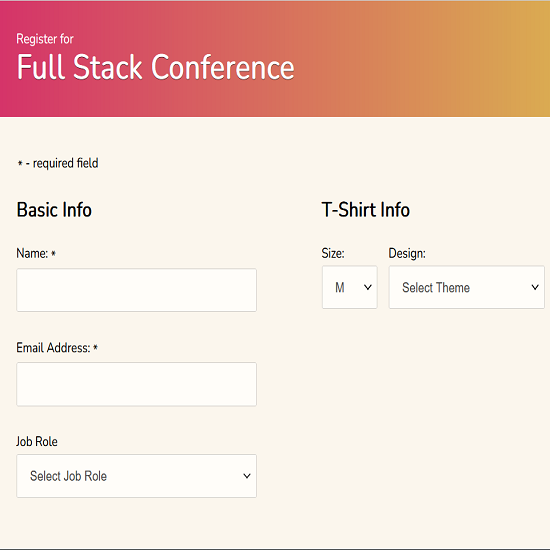 Register for
Full Stack Conference
* - required field
Basic Info
Name: *
Email Address: *
Job Role
Select Job Role
T-Shirt Info
Size:
Design:
M
Select Theme